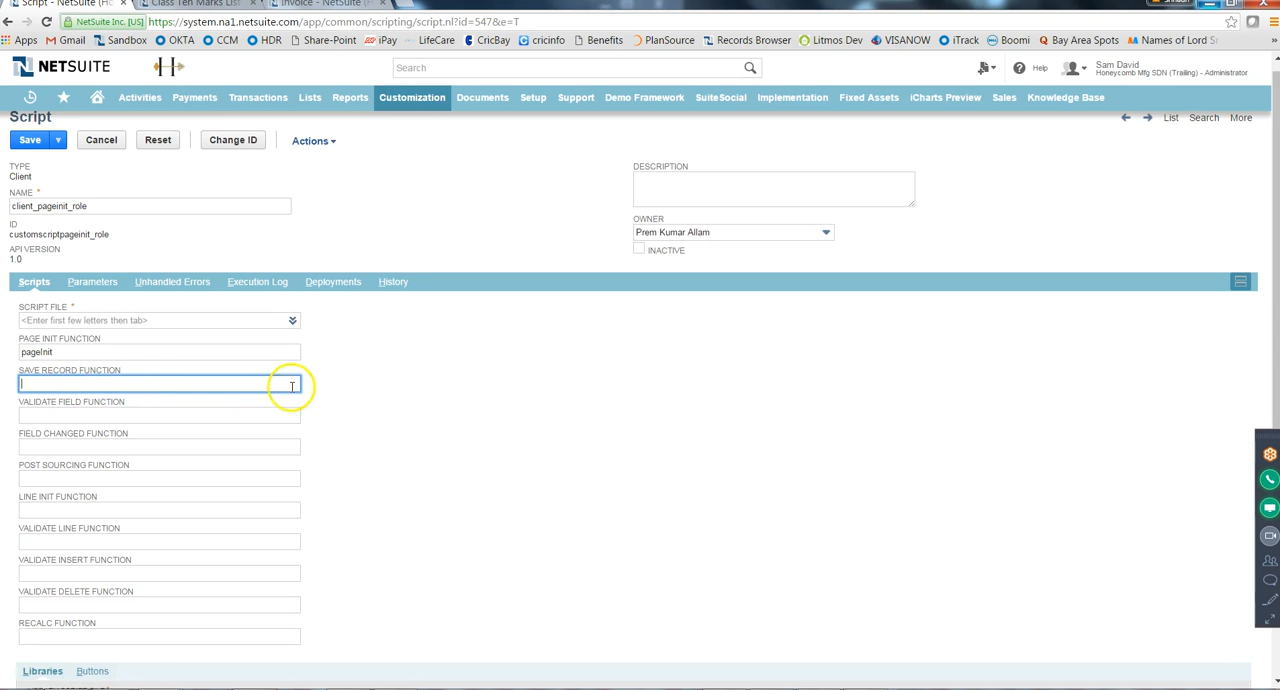 Script - NetSuite (Ho
Class Ten Marks List
Invoice - NetSuite (H
NetSuite Inc. [US] https://system.na1.netsuite.com/app/common/scripting/script.nl?id=547&e=T
Apps Gmail Sandbox OKTA CCM HDR Share-Point iPay LifeCare CricBay cricinfo Benefits PlanSource Records Browser Litmos Dev VISANOW iTrack Boomi Bay Area Spots Names of Lord S
NETSUITE
Search
Help
Sam David
Honeycomb Mfg SDN (Trailing) - Administrator
Activities Payments Transactions Lists Reports Customization Documents Setup Support Demo Framework SuiteSocial Implementation Fixed Assets iCharts Preview Sales Knowledge Base
Script
List Search More
Save Cancel Reset Change ID Actions
TYPE
Client
NAME *
client_pageinit_role
ID
customscriptpageinit_role
API VERSION
1.0
DESCRIPTION
OWNER
Prem Kumar Allam
INACTIVE
Scripts Parameters Unhandled Errors Execution Log Deployments History
SCRIPT FILE *
<Enter first few letters then tab>
PAGE INIT FUNCTION
pageInit
SAVE RECORD FUNCTION
VALIDATE FIELD FUNCTION
FIELD CHANGED FUNCTION
POST SOURCING FUNCTION
LINE INIT FUNCTION
VALIDATE LINE FUNCTION
VALIDATE INSERT FUNCTION
VALIDATE DELETE FUNCTION
RECALC FUNCTION
Libraries Buttons